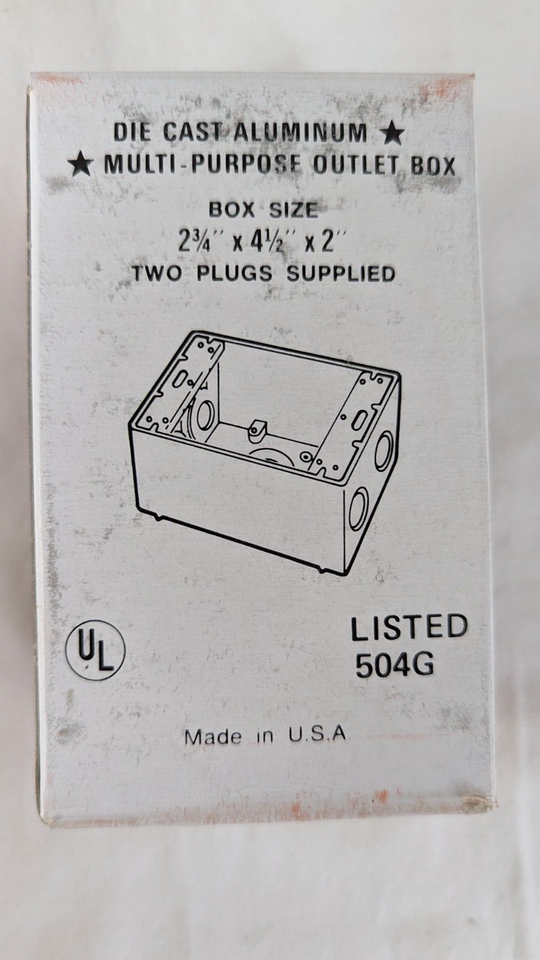 DIE CAST ALUMINUM ★
★ MULTI-PURPOSE OUTLET BOX
BOX SIZE
2¾″ x 4½″ x 2″
TWO PLUGS SUPPLIED
UL
LISTED
504G
Made in U.S.A